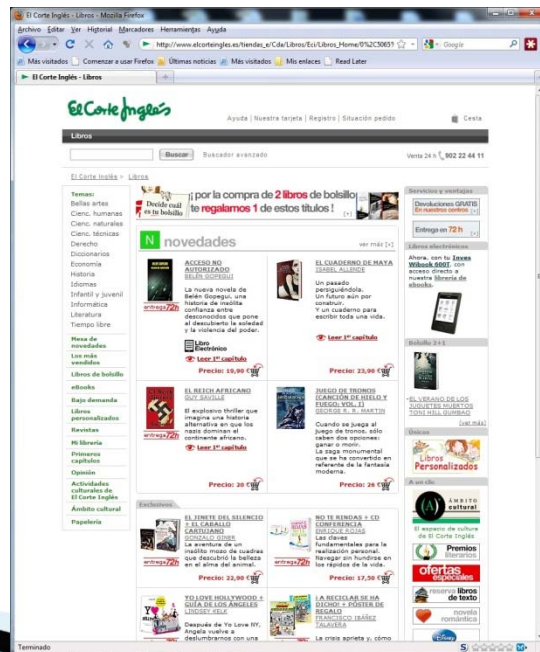 El Corte Inglés - Libros - Mozilla Firefox
Archivo Editar Ver Historial Marcadores Herramientas Ayuda
http://www.elcorteingles.es/tiendas_e/Cda/Libros/Eci/Libros_Home/0%2C50651
Google
Más visitados Comenzar a usar Firefox Últimas noticias Más visitados Mis enlaces Read Later
El Corte Inglés - Libros
El Corte Inglés
Ayuda | Nuestra tarjeta | Registro | Situación pedido
Cesta
Libros
Buscar Buscador avanzado
Venta 24 h 902 22 44 11
El Corte Inglés > Libros
Temas:
Bellas artes
Cienc. humanas
Cienc. naturales
Cienc. técnicas
Derecho
Diccionarios
Economía
Historia
Idiomas
Infantil y juvenil
Informática
Literatura
Tiempo libre
Mesa de
novedades
Los más
vendidos
Libros de bolsillo
eBooks
Bajo demanda
Libros
personalizados
Revistas
Mi librería
Primeros
capítulos
Opinión
Actividades
culturales de
El Corte Inglés
Ámbito cultural
Papelería
Decide cuál
es tu bolsillo
¡ por la compra de 2 libros de bolsillo
te regalamos 1 de estos títulos !
[+]
N novedades
ver más [+]
ACCESO NO
AUTORIZADO
BELÉN GOPEGUI
La nueva novela de
Belén Gopegui, una
historia de insólita
confianza entre
desconocidos que pone
al descubierto la soledad
y la violencia del poder.
entrega72h
Libro
Electrónico
Leer 1er capítulo
Precio: 19,90 €
EL CUADERNO DE MAYA
ISABEL ALLENDE
Un pasado
persiguiéndola.
Un futuro aún por
construir.
Y un cuaderno para
escribir toda una vida.
Leer 1er capítulo
Precio: 23,90 €
EL REICH AFRICANO
GUY SAVILLE
El explosivo thriller que
imagina una historia
alternativa en que los
nazis dominan el
continente africano.
entrega72h
Leer 1er capítulo
Precio: 20 €
JUEGO DE TRONOS
(CANCIÓN DE HIELO Y
FUEGO; VOL. I)
GEORGE R. R. MARTIN
Cuando se juega al
juego de tronos, sólo
caben dos opciones:
ganar o morir.
La saga monumental
que se ha convertido en
referente de la fantasía
moderna.
Precio: 26 €
Exclusivos
EL JINETE DEL SILENCIO
+ EL CABALLO
CARTUJANO
GONZALO GINER
La aventura de un
insólito mozo de cuadras
que descubrió la belleza
en el alma del animal.
entrega72h
Precio: 22,90 €
NO TE RINDAS + CD
CONFERENCIA
ENRIQUE ROJAS
Las claves
fundamentales para la
realización personal.
Navegar sin hundirse en
los rápidos de la vida.
entrega72h
Precio: 17,50 €
YO LOVE HOLLYWOOD +
GUÍA DE LOS ÁNGELES
LINDSEY KELK
Después de Yo Love NY,
Angela vuelve a
deslumbrarnos con una
¡A RECICLAR SE HA
DICHO! + PÓSTER DE
REGALO
FRANCISCO IBÁÑEZ
TALAVERA
La crisis aprieta y, cómo
Servicios y ventajas
Devoluciones GRATIS
En nuestros centros [+]
Entrega en 72 h [+]
Libros electrónicos
Ahora, con tu Inves
Wibook 600T, con
acceso directo a
nuestra librería de
ebooks.
Bolsillo 2+1
EL VERANO DE LOS
JUGUETES MUERTOS
TONI HILL GUMBAO
[ver más]
Únicos
Libros
Personalizados
A un clic
(A) ÁMBITO
cultural
El espacio de cultura
de El Corte Inglés
Premios
literarios
ofertas
especiales
reserva libros
de texto
novela
romántica
Disney
Terminado